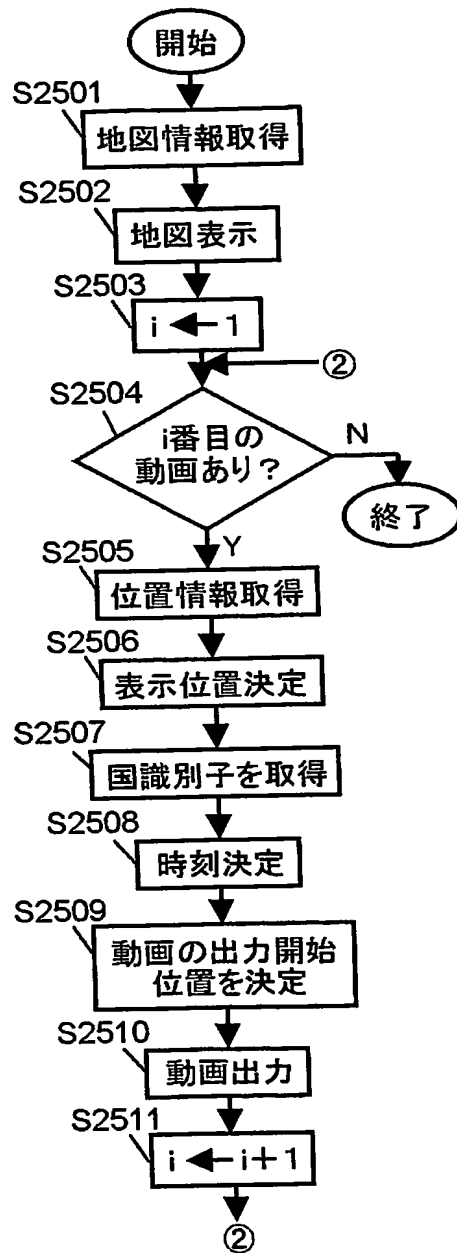 開始
S2501
地図情報取得
S2502
地図表示
S2503
i ← 1
②
S2504
i番目の
動画あり？
N
終了
Y
S2505
位置情報取得
S2506
表示位置決定
S2507
国識別子を取得
S2508
時刻決定
S2509
動画の出力開始
位置を決定
S2510
動画出力
S2511
i ← i+1
②